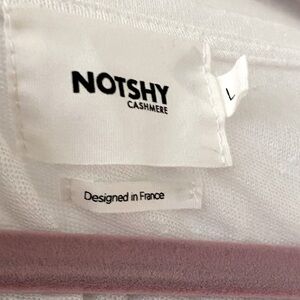 NOTSHY
CASHMERE
L
Designed in France